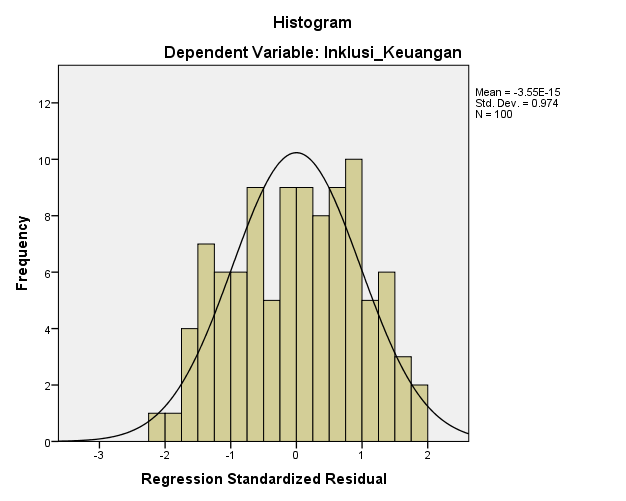 Histogram
Dependent Variable: Inklusi_Keuangan
Mean = -3.55E-15
Std. Dev. = 0.974
N = 100
12
10
8
6
4
2
0
Frequency
-3 -2 -1 0 1 2
Regression Standardized Residual